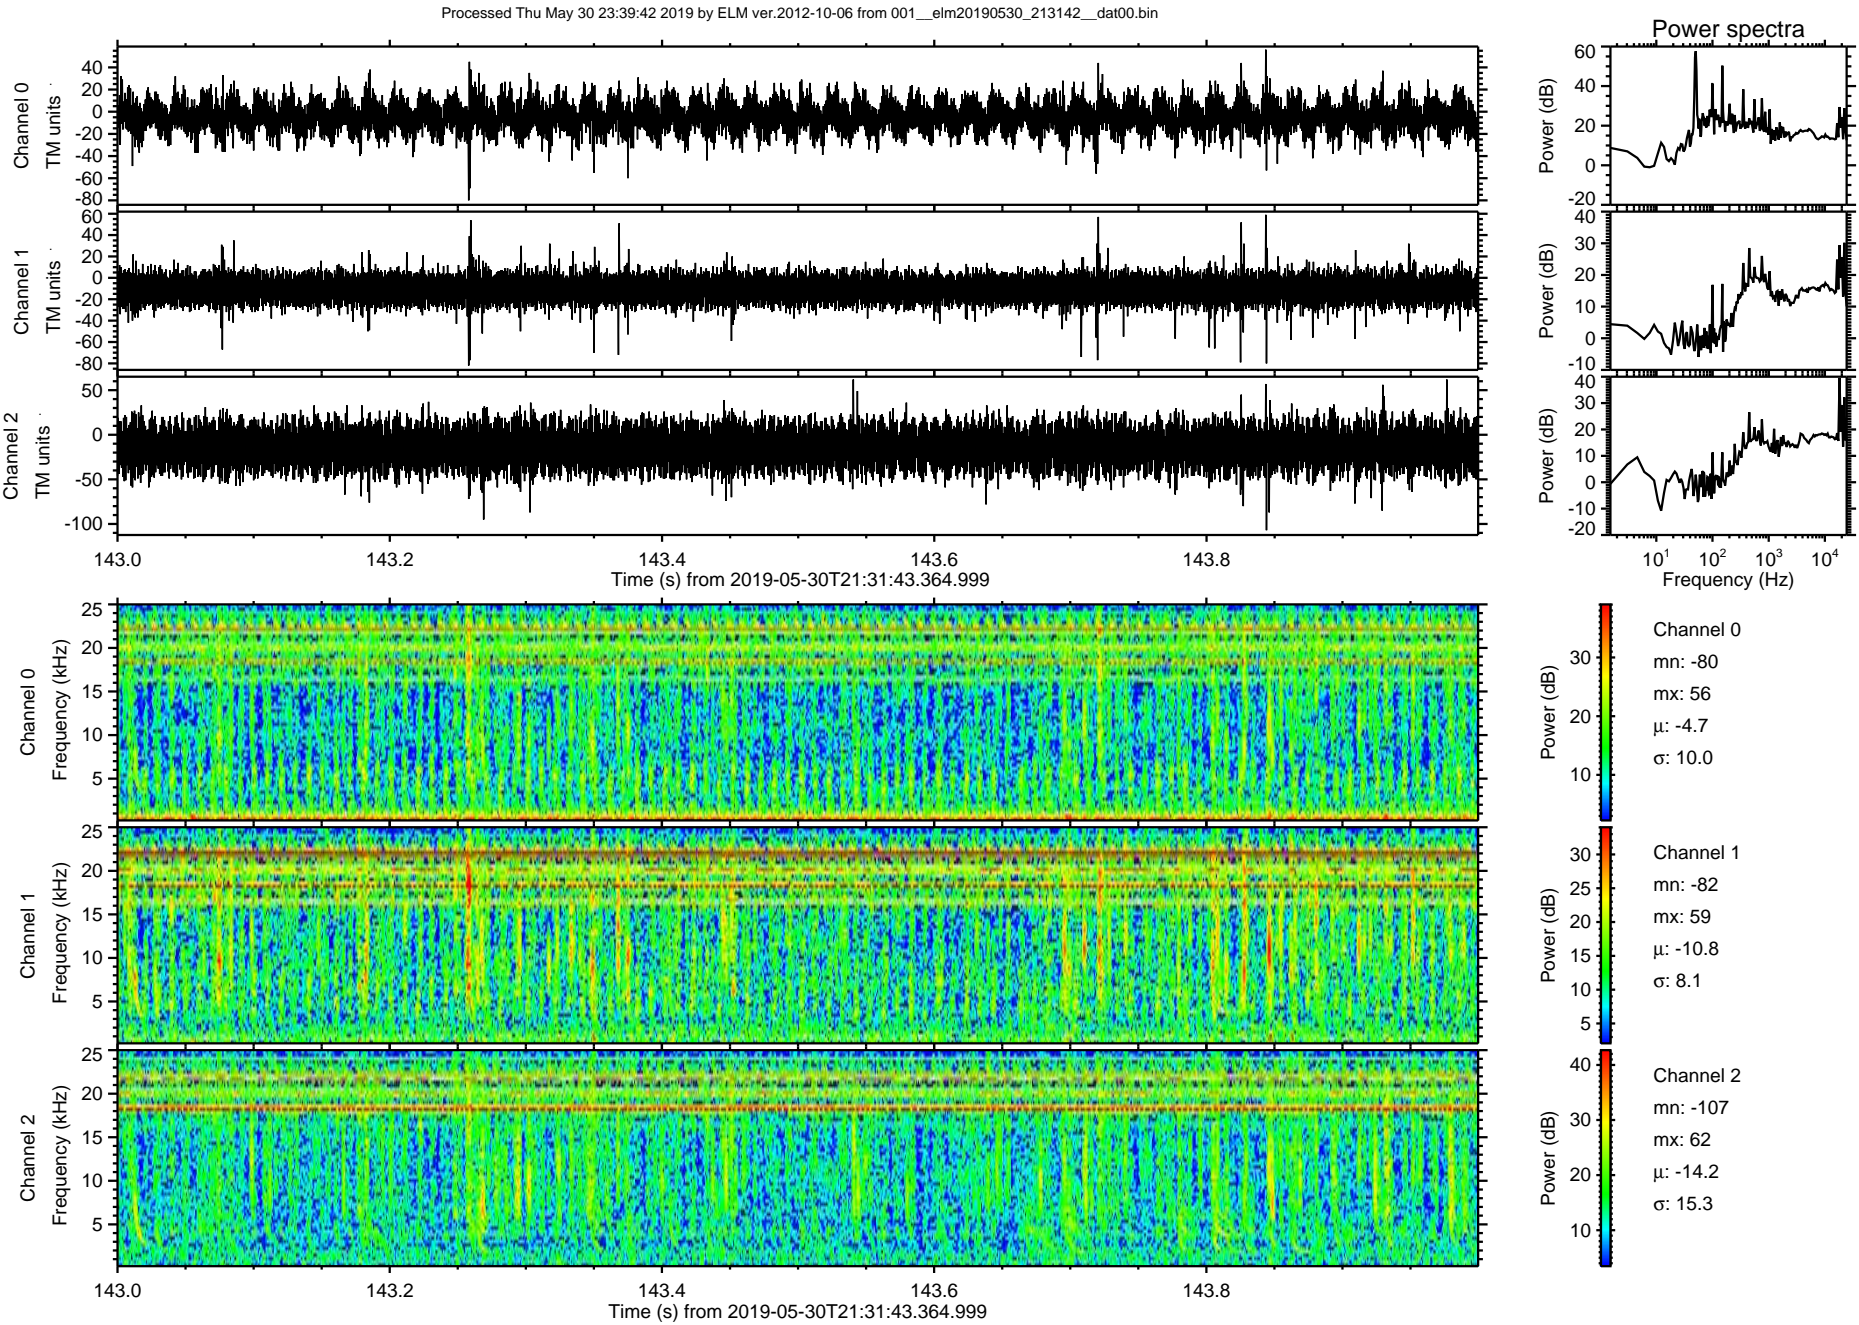 Processed Thu May 30 23:39:42 2019 by ELM ver.2012-10-06 from 001__elm20190530_213142__dat00.bin
Power spectra
Channel 0
TM units
40
20
0
-20
-40
-60
-80
Power (dB)
60
40
20
0
-20
Channel 1
TM units
60
40
20
0
-20
-40
-60
-80
Power (dB)
40
30
20
10
0
-10
Channel 2
TM units
50
0
-50
-100
Power (dB)
40
30
20
10
0
-10
-20
143.0 143.2 143.4 143.6 143.8
Time (s) from 2019-05-30T21:31:43.364.999
10^1 10^2 10^3 10^4
Frequency (Hz)
Channel 0
Frequency (kHz)
25
20
15
10
5
Power (dB)
30
20
10
Channel 0
mn: -80
mx: 56
μ: -4.7
σ: 10.0
Channel 1
Frequency (kHz)
25
20
15
10
5
Power (dB)
30
25
20
15
10
5
Channel 1
mn: -82
mx: 59
μ: -10.8
σ: 8.1
Channel 2
Frequency (kHz)
25
20
15
10
5
Power (dB)
40
30
20
10
Channel 2
mn: -107
mx: 62
μ: -14.2
σ: 15.3
143.0 143.2 143.4 143.6 143.8
Time (s) from 2019-05-30T21:31:43.364.999